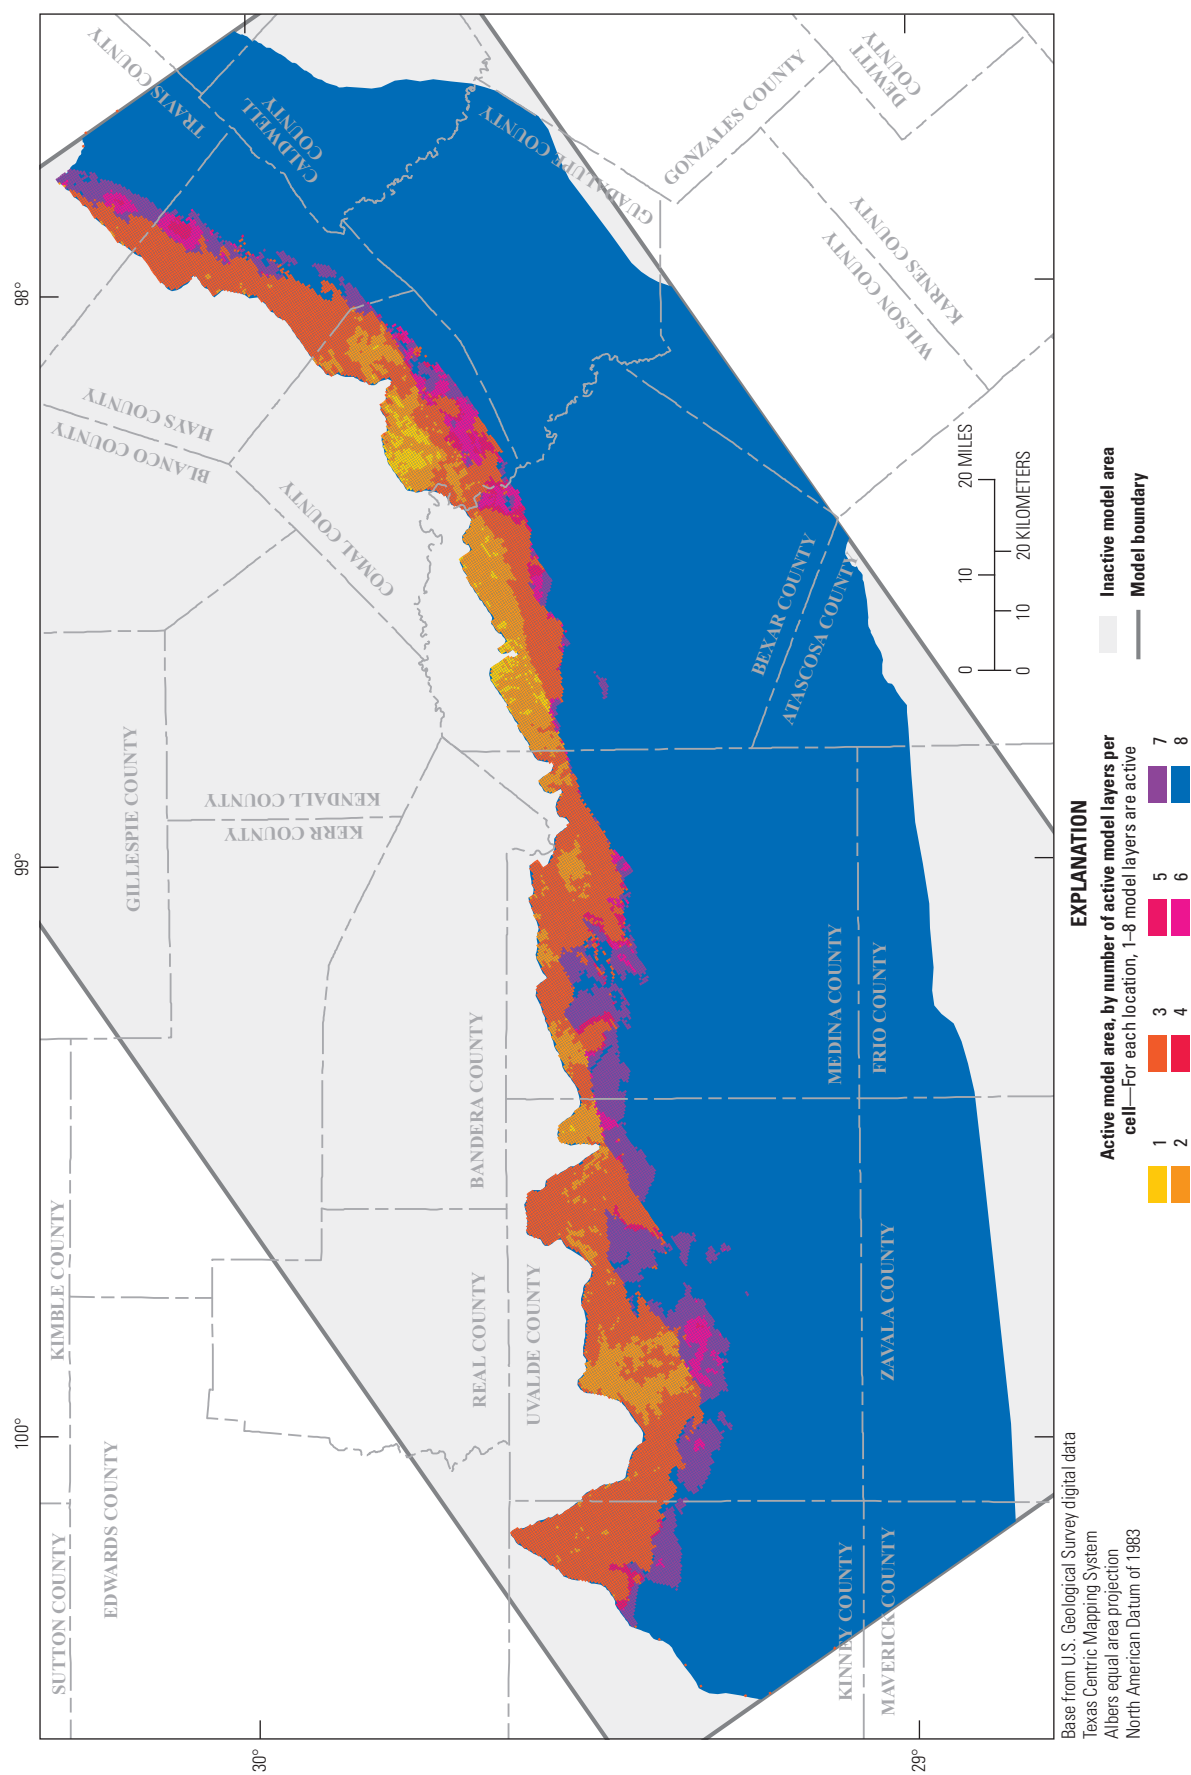 SUTTON COUNTY
KIMBLE COUNTY
EDWARDS COUNTY
GILLESPIE COUNTY
KERR COUNTY
KENDALL COUNTY
BLANCO COUNTY
HAYS COUNTY
TRAVIS COUNTY
COMAL COUNTY
CALDWELL
COUNTY
GUADALUPE COUNTY
GONZALES COUNTY
DEWITT
COUNTY
WILSON COUNTY
KARNES COUNTY
REAL COUNTY
BANDERA COUNTY
UVALDE COUNTY
MEDINA COUNTY
FRIO COUNTY
BEXAR COUNTY
ATASCOSA COUNTY
KINNEY COUNTY
MAVERICK COUNTY
ZAVALA COUNTY
100°
99°
98°
30°
29°
0 10 20 MILES
0 10 20 KILOMETERS
Base from U.S. Geological Survey digital data
Texas Centric Mapping System
Albers equal area projection
North American Datum of 1983
EXPLANATION
Active model area, by number of active model layers per
cell—For each location, 1–8 model layers are active
1 3 5 7
2 4 6 8
Inactive model area
Model boundary